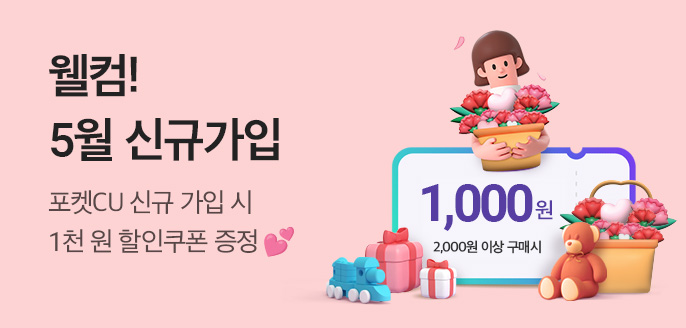 웰컴!
5월 신규가입
포켓CU 신규 가입 시
1천 원 할인쿠폰 증정
1,000원
2,000원 이상 구매시